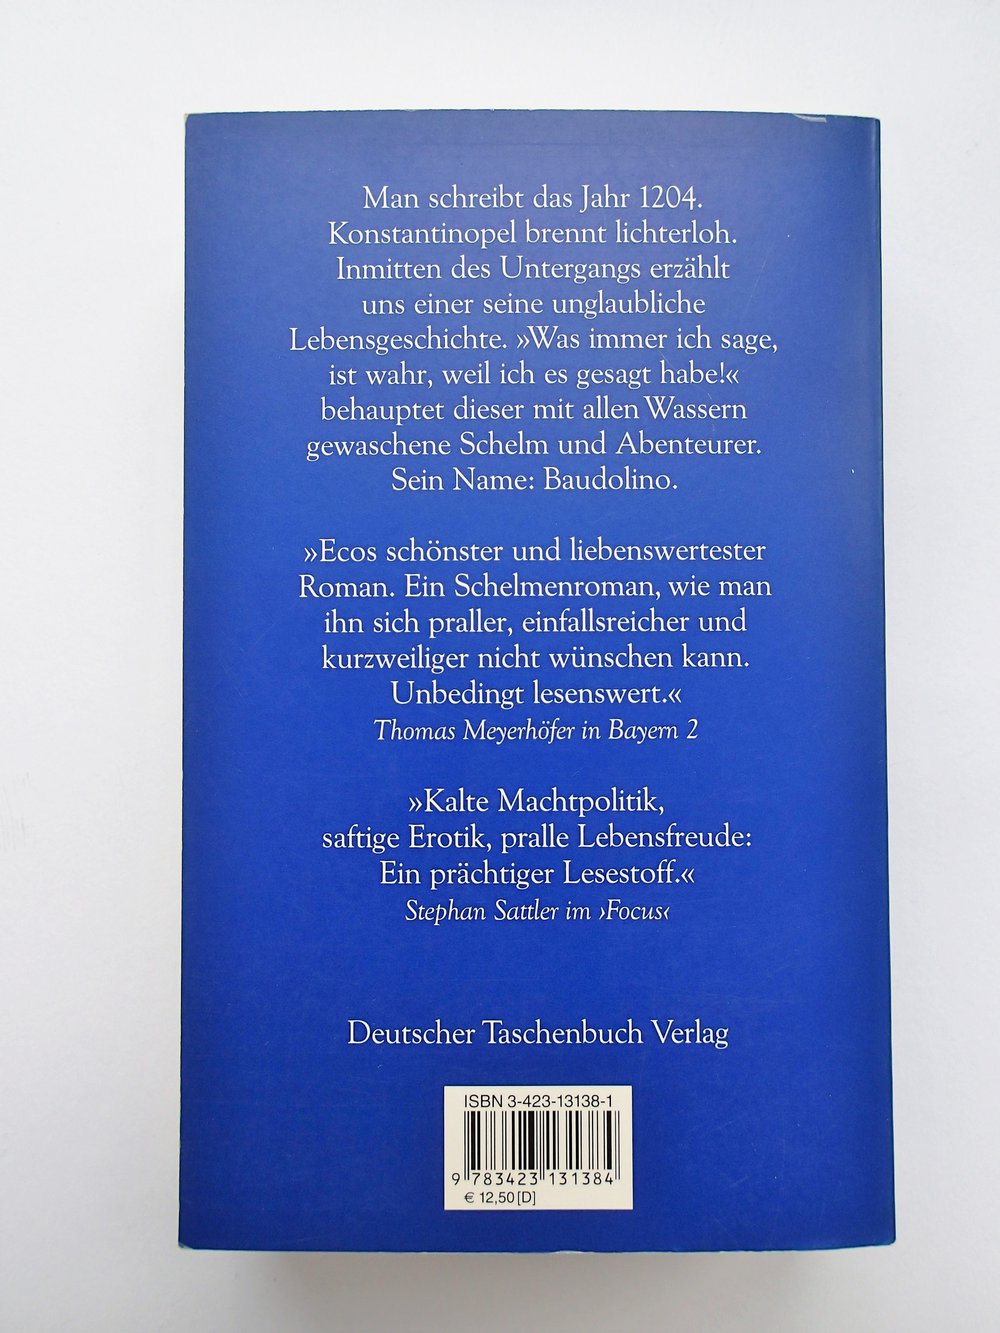 Man schreibt das Jahr 1204.
Konstantinopel brennt lichterloh.
Inmitten des Untergangs erzählt
uns einer seine unglaubliche
Lebensgeschichte. »Was immer ich sage,
ist wahr, weil ich es gesagt habe!«
behauptet dieser mit allen Wassern
gewaschene Schelm und Abenteurer.
Sein Name: Baudolino.
»Ecos schönster und liebenswertester
Roman. Ein Schelmenroman, wie man
ihn sich praller, einfallsreicher und
kurzweiliger nicht wünschen kann.
Unbedingt lesenswert.«
Thomas Meyerhöfer in Bayern 2
»Kalte Machtpolitik,
saftige Erotik, pralle Lebensfreude:
Ein prächtiger Lesestoff.«
Stephan Sattler im ›Focus‹
Deutscher Taschenbuch Verlag
ISBN 3-423-13138-1
9 783423 131384
€ 12,50 [D]